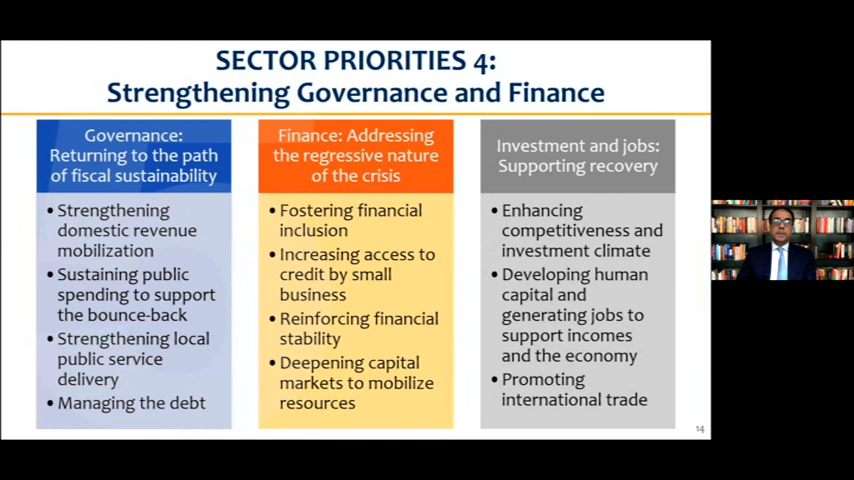 SECTOR PRIORITIES 4:
Strengthening Governance and Finance
Governance:
Returning to the path
of fiscal sustainability
• Strengthening
domestic revenue
mobilization
• Sustaining public
spending to support
the bounce-back
• Strengthening local
public service
delivery
• Managing the debt
Finance: Addressing
the regressive nature
of the crisis
• Fostering financial
inclusion
• Increasing access to
credit by small
business
• Reinforcing financial
stability
• Deepening capital
markets to mobilize
resources
Investment and jobs:
Supporting recovery
• Enhancing
competitiveness and
investment climate
• Developing human
capital and
generating jobs to
support incomes
and the economy
• Promoting
international trade
14